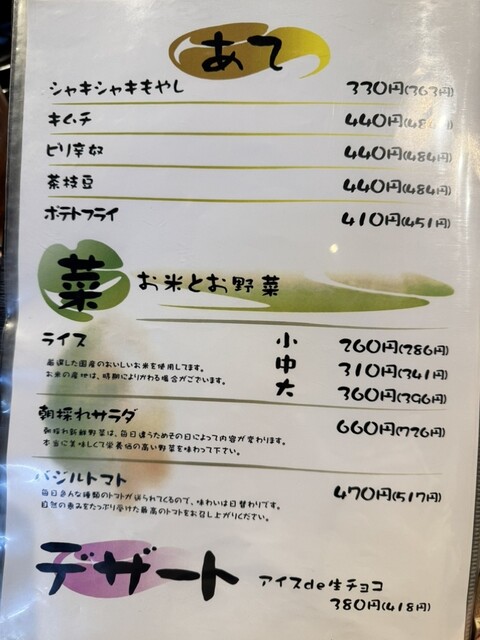 あて
シャキシャキもやし 330円(363円)
キムチ 440円(484円)
ピリ辛奴 440円(484円)
茶枝豆 440円(484円)
ポテトフライ 410円(451円)
菜 お米とお野菜
ライス 小 260円(286円)
厳選した国産のおいしいお米を使用してます。
中 310円(341円)
お米の産地は、時期によりかわる場合がございます。
大 360円(396円)
朝採れサラダ 660円(726円)
朝採れ新鮮野菜は、毎日違うためその日によって内容が変わります。
本当に美味しくて栄養価の高い野菜を味わって下さい。
バジルトマト 470円(517円)
毎日色んな種類のトマトが送られてくるので、味わいは日替わりです。
自然の恵みをたっぷり受けた最高のトマトをお召し上がりください。
デザート アイスde生チョコ
380円(418円)